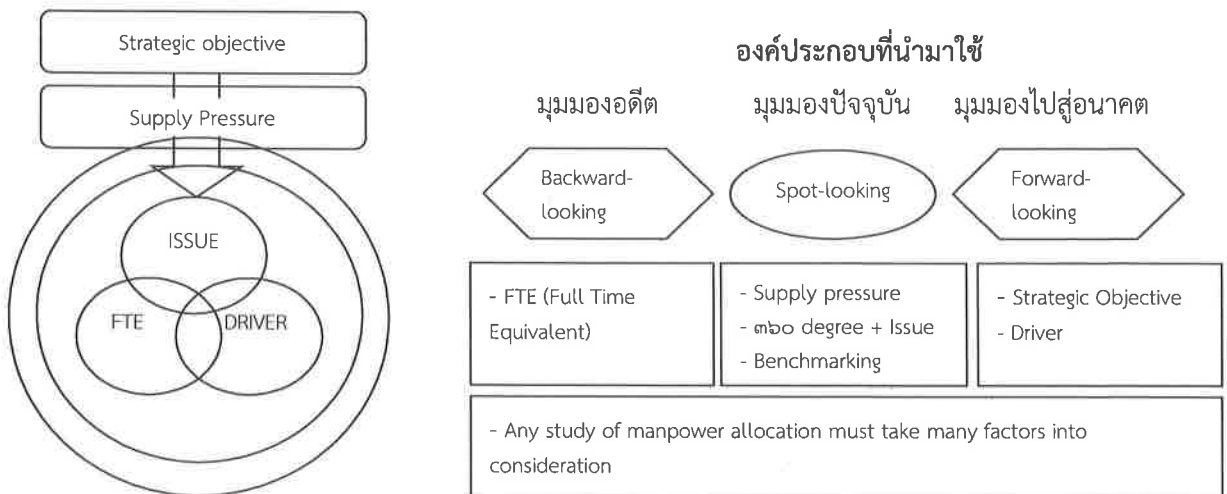 Strategic objective
Supply Pressure
ISSUE
FTE
DRIVER
องค์ประกอบที่นำมาใช้
มุมมองอดีต
มุมมองปัจจุบัน
มุมมองไปสู่อนาคต
Backward-
looking
Spot-looking
Forward-
looking
- FTE (Full Time
Equivalent)
- Supply pressure
- ๓๖๐ degree + Issue
- Benchmarking
- Strategic Objective
- Driver
- Any study of manpower allocation must take many factors into
consideration